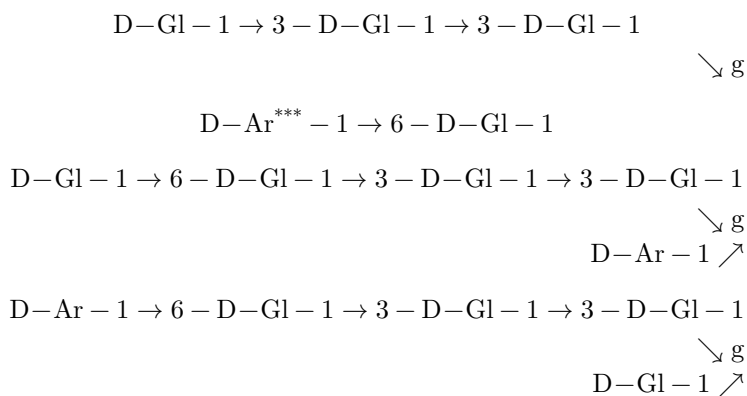 D−Gl − 1 → 3 − D−Gl − 1 → 3 − D−Gl − 1
↘ g
D−Ar*** − 1 → 6 − D−Gl − 1
D−Gl − 1 → 6 − D−Gl − 1 → 3 − D−Gl − 1 → 3 − D−Gl − 1
↘ g
D−Ar − 1 ↗
D−Ar − 1 → 6 − D−Gl − 1 → 3 − D−Gl − 1 → 3 − D−Gl − 1
↘ g
D−Gl − 1 ↗